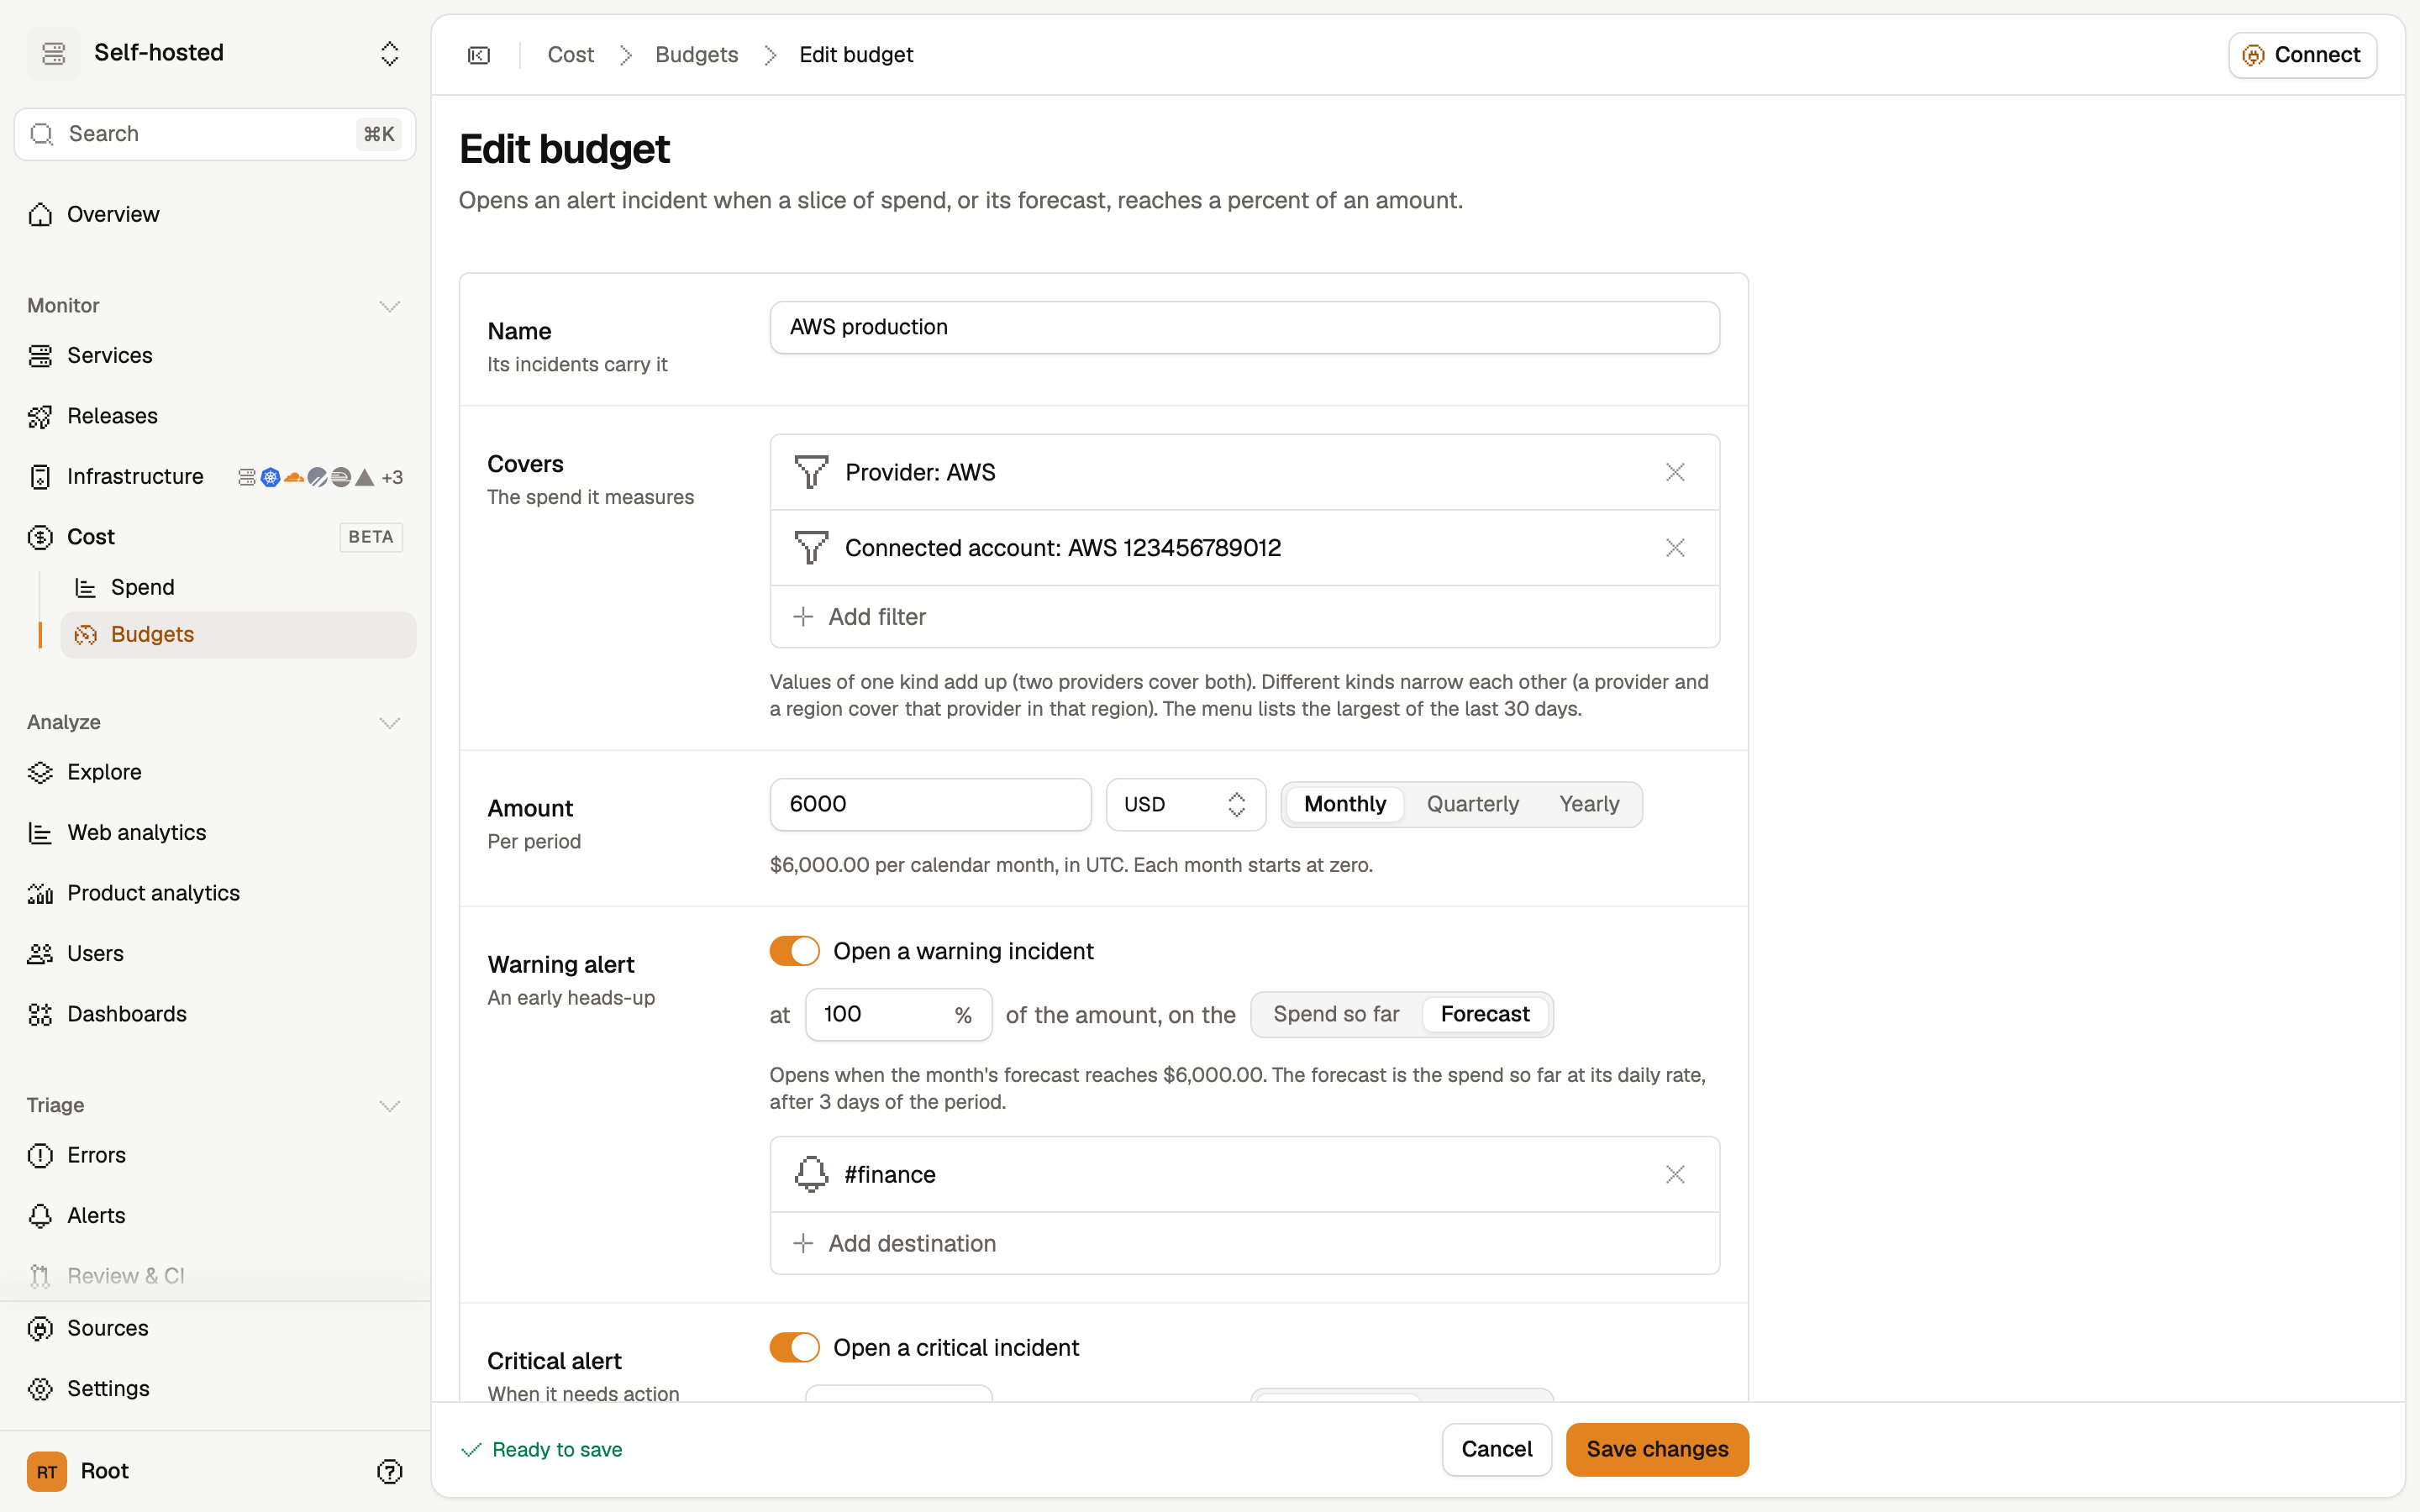 Self-hosted
Search ⌘K
Overview
Monitor
Services
Releases
Infrastructure +3
Cost BETA
Spend
Budgets
Analyze
Explore
Web analytics
Product analytics
Users
Dashboards
Triage
Errors
Alerts
Review & CI
Sources
Settings
RT Root
Cost Budgets Edit budget
Connect
Edit budget
Opens an alert incident when a slice of spend, or its forecast, reaches a percent of an amount.
Name
Its incidents carry it
AWS production
Covers
The spend it measures
Provider: AWS
Connected account: AWS 123456789012
Add filter
Values of one kind add up (two providers cover both). Different kinds narrow each other (a provider and
a region cover that provider in that region). The menu lists the largest of the last 30 days.
Amount
Per period
6000 USD Monthly Quarterly Yearly
$6,000.00 per calendar month, in UTC. Each month starts at zero.
Warning alert
An early heads-up
Open a warning incident
at 100 % of the amount, on the Spend so far Forecast
Opens when the month's forecast reaches $6,000.00. The forecast is the spend so far at its daily rate,
after 3 days of the period.
#finance
Add destination
Critical alert
When it needs action
Open a critical incident
Ready to save
Cancel
Save changes